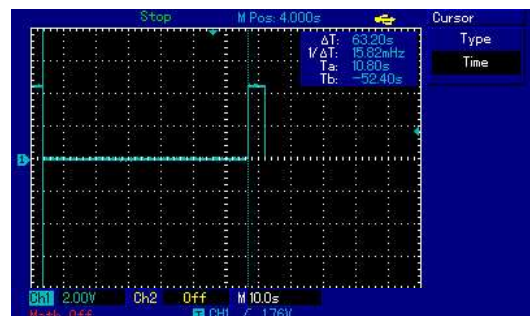 Stop M Pos: 4.000s Cursor
ΔT: 63.20s
1/ΔT: 15.82mHz
Ta: 10.80s
Tb: -52.40s
Type
Time
1
Ch1 2.00V Ch2 Off M 10.0s
Math Off CH1 / 1.76V